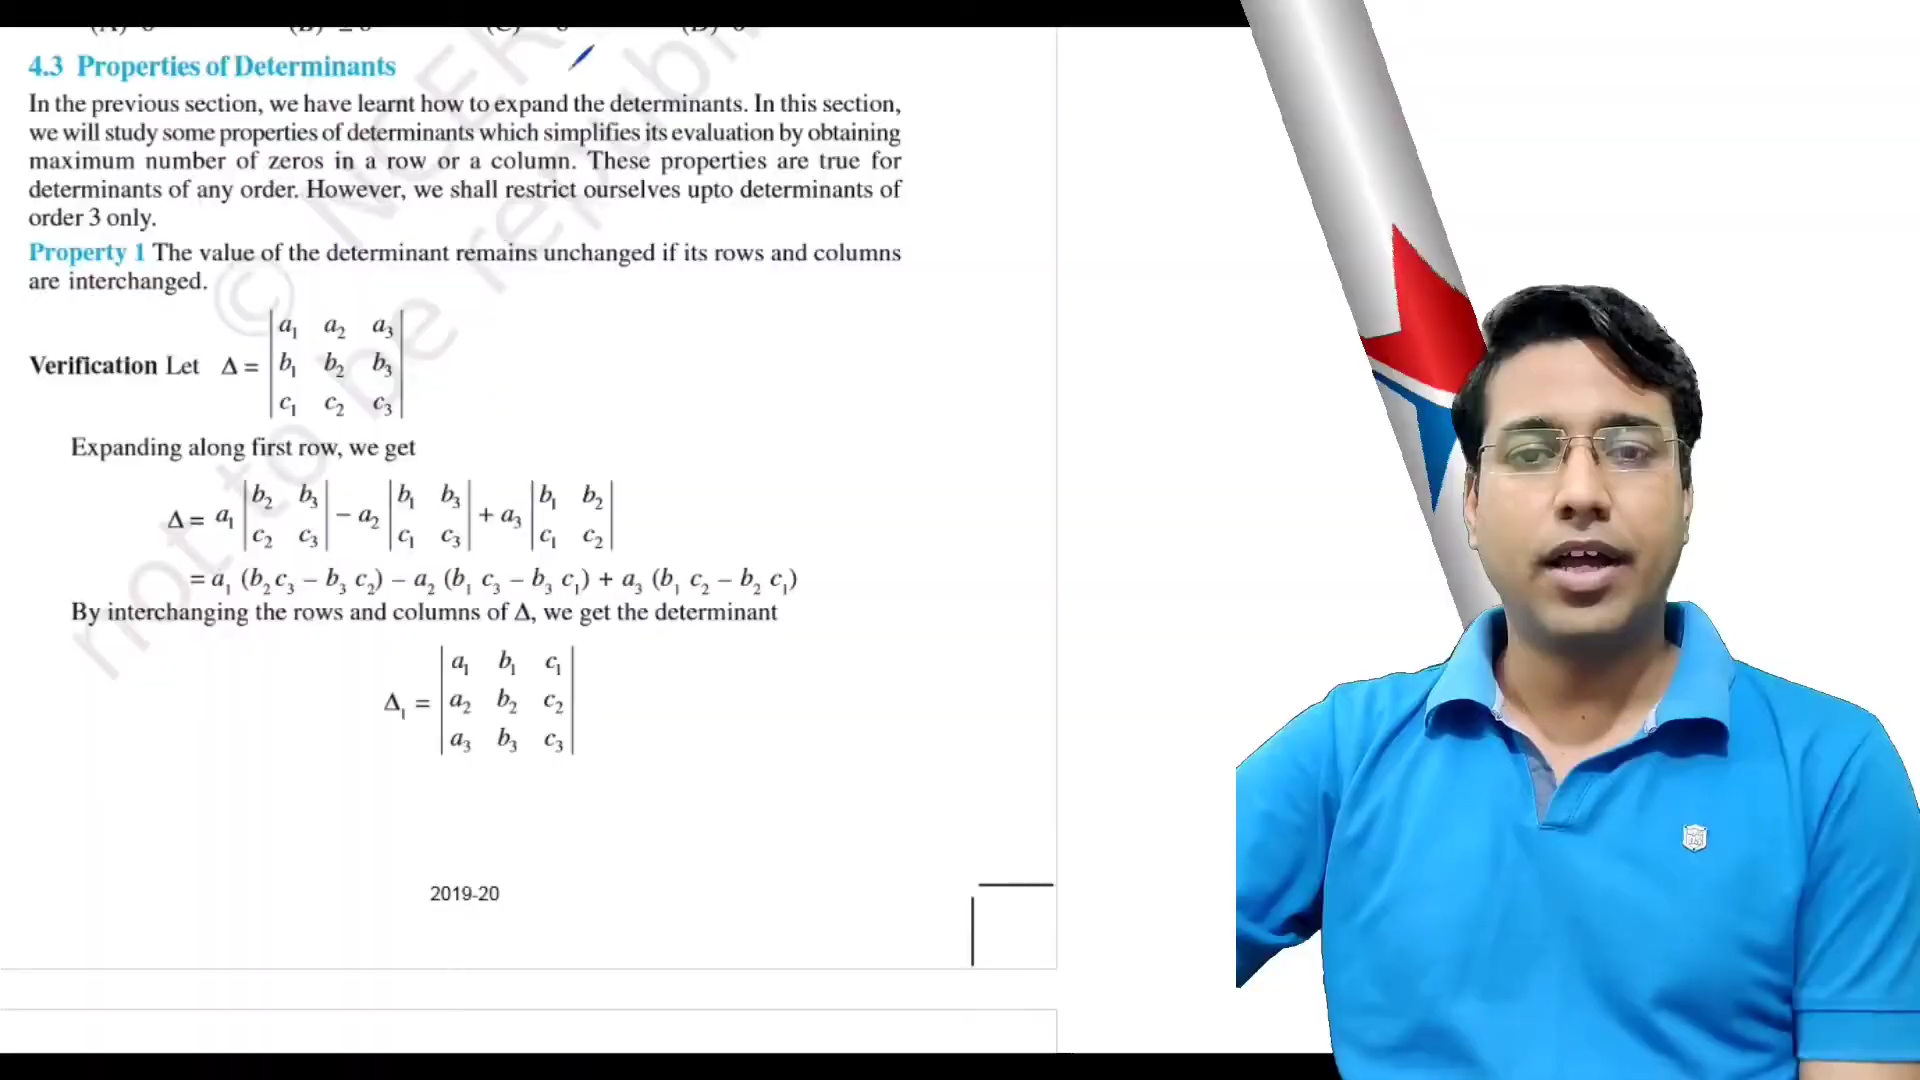 4.3 Properties of Determinants
In the previous section, we have learnt how to expand the determinants. In this section,
we will study some properties of determinants which simplifies its evaluation by obtaining
maximum number of zeros in a row or a column. These properties are true for
determinants of any order. However, we shall restrict ourselves upto determinants of
order 3 only.
Property 1 The value of the determinant remains unchanged if its rows and columns
are interchanged.
Verification Let Δ = | a₁ a₂ a₃ |
| b₁ b₂ b₃ |
| c₁ c₂ c₃ |
Expanding along first row, we get
Δ = a₁ | b₂ b₃ | − a₂ | b₁ b₃ | + a₃ | b₁ b₂ |
| c₂ c₃ | | c₁ c₃ | | c₁ c₂ |
= a₁ (b₂ c₃ − b₃ c₂) − a₂ (b₁ c₃ − b₃ c₁) + a₃ (b₁ c₂ − b₂ c₁)
By interchanging the rows and columns of Δ, we get the determinant
Δ₁ = | a₁ b₁ c₁ |
| a₂ b₂ c₂ |
| a₃ b₃ c₃ |
2019-20
© NCER
not to be republi